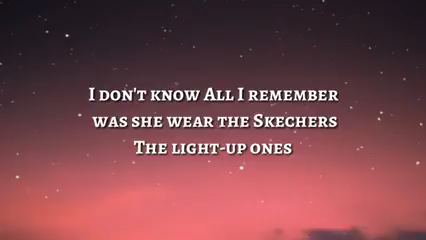 I don't know All I remember
was she wear the Skechers
The light-up ones